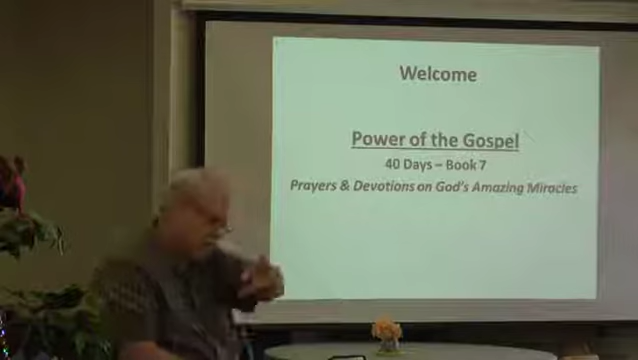 Welcome
Power of the Gospel
40 Days – Book 7
Prayers & Devotions on God's Amazing Miracles